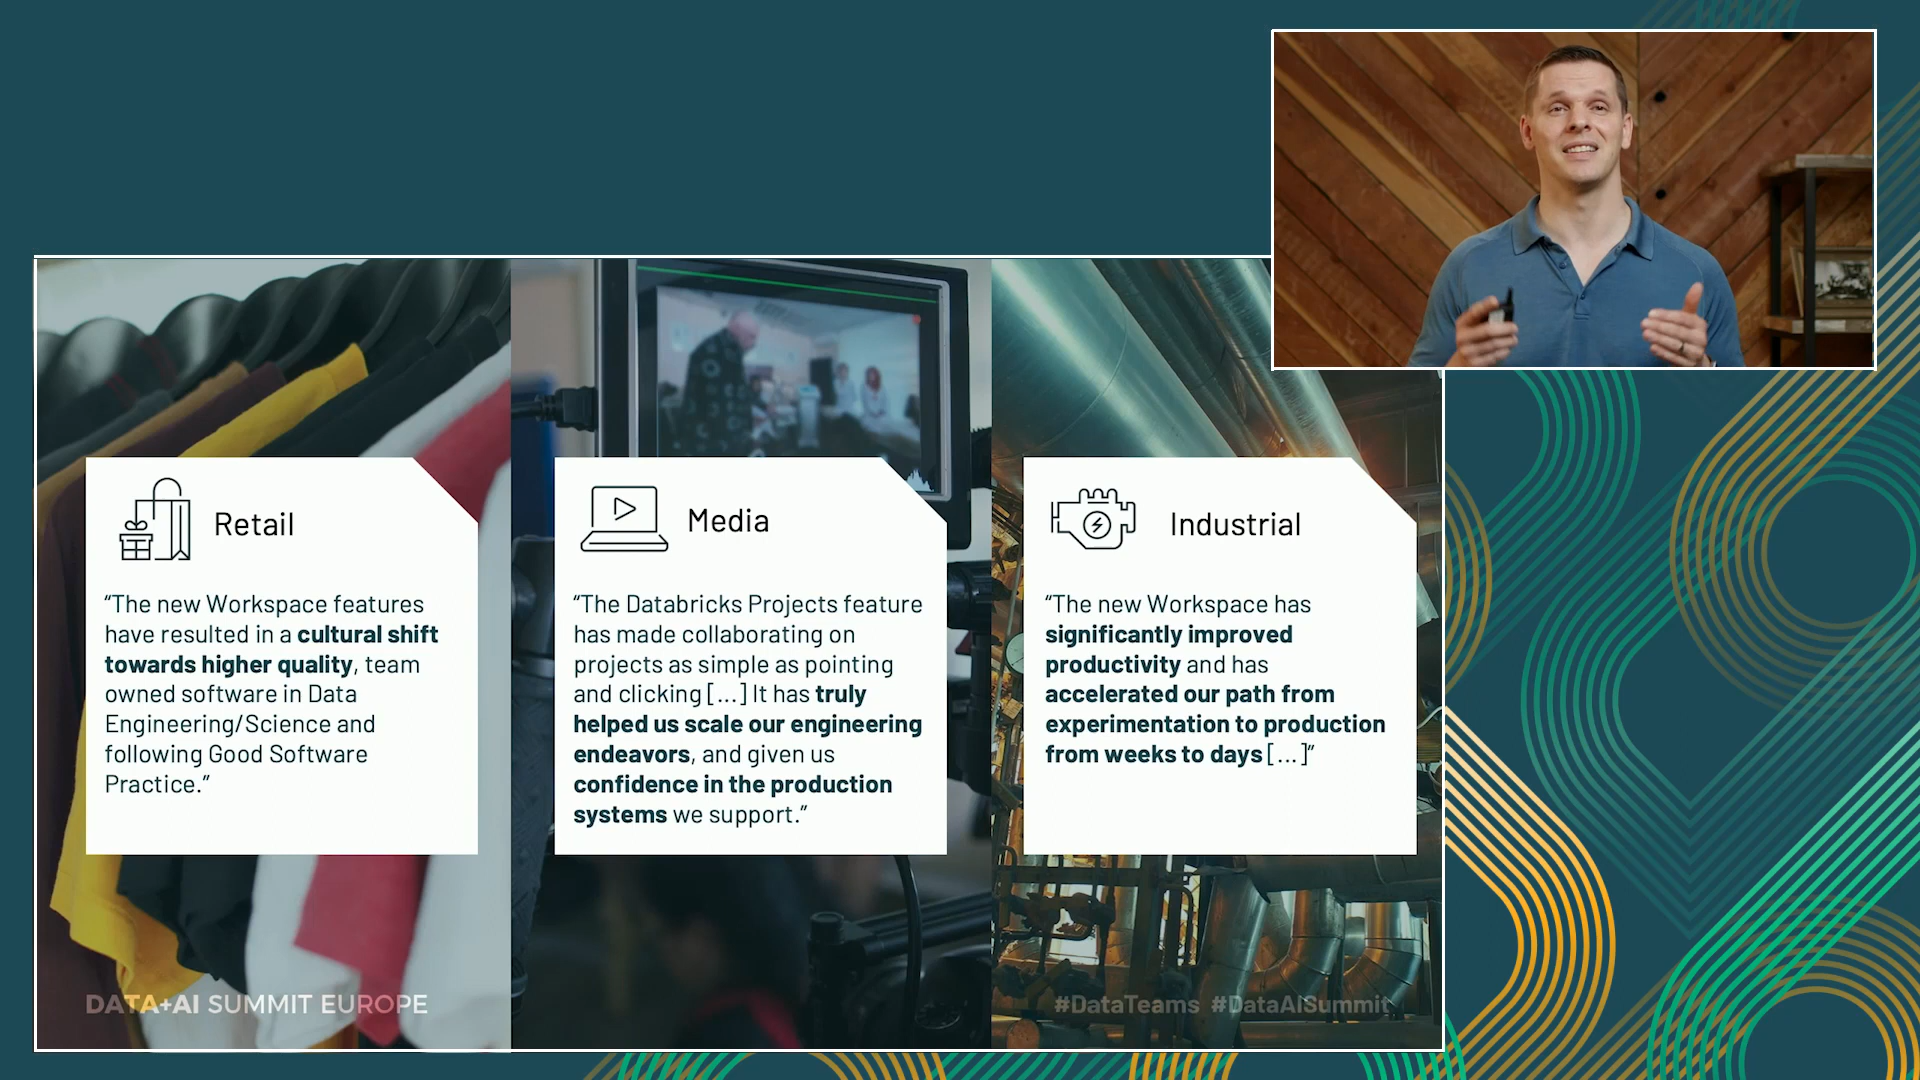 Retail
“The new Workspace features
have resulted in a cultural shift
towards higher quality, team
owned software in Data
Engineering/Science and
following Good Software
Practice.”
Media
“The Databricks Projects feature
has made collaborating on
projects as simple as pointing
and clicking [...] It has truly
helped us scale our engineering
endeavors, and given us
confidence in the production
systems we support.”
Industrial
“The new Workspace has
significantly improved
productivity and has
accelerated our path from
experimentation to production
from weeks to days [...]”
DATA+AI SUMMIT EUROPE
#DataTeams #DataAISummit